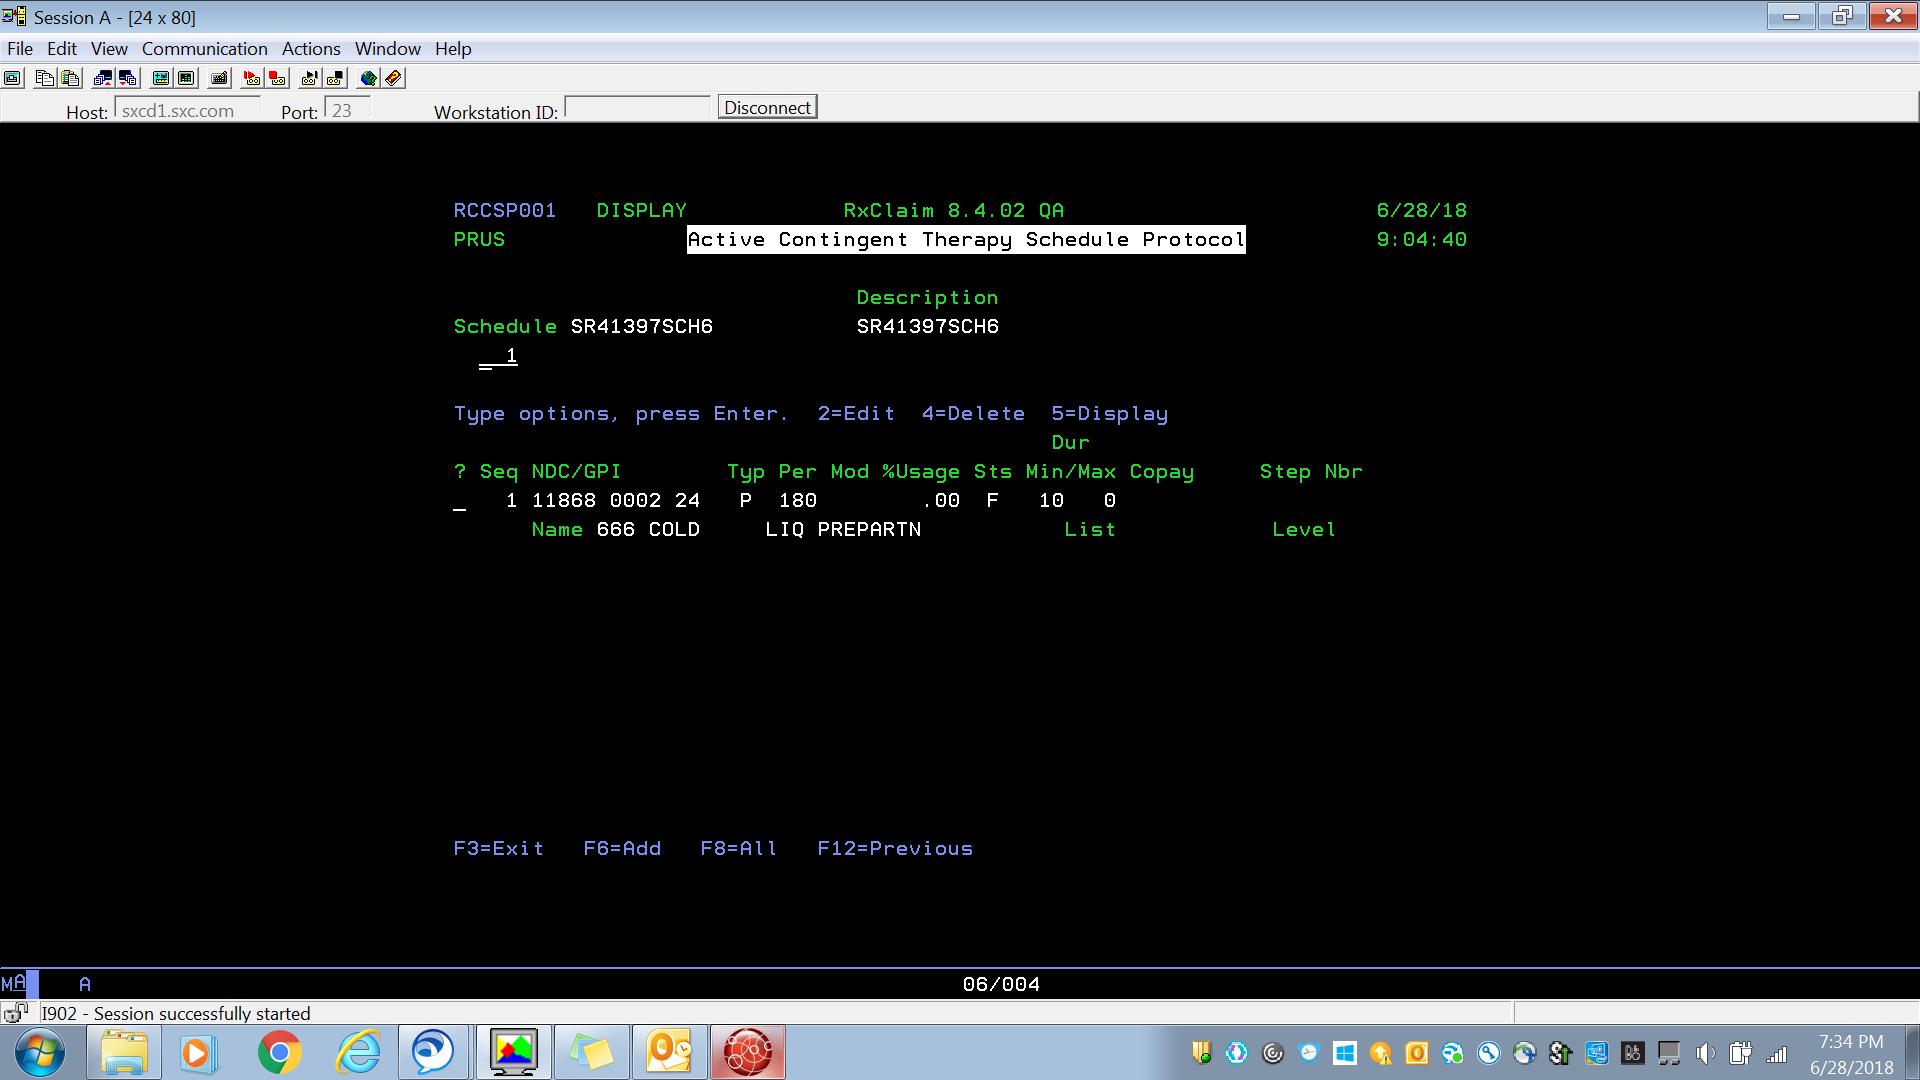 Session A - [24 x 80]
File Edit View Communication Actions Window Help
Host: sxcd1.sxc.com Port: 23 Workstation ID: Disconnect
RCCSP001 DISPLAY RxClaim 8.4.02 QA 6/28/18
PRUS Active Contingent Therapy Schedule Protocol 9:04:40
Description
Schedule SR41397SCH6 SR41397SCH6
1
Type options, press Enter. 2=Edit 4=Delete 5=Display
Dur
? Seq NDC/GPI Typ Per Mod %Usage Sts Min/Max Copay Step Nbr
_ 1 11868 0002 24 P 180 .00 F 10 0
Name 666 COLD LIQ PREPARTN List Level
F3=Exit F6=Add F8=All F12=Previous
MA A 06/004
I902 - Session successfully started
7:34 PM
6/28/2018